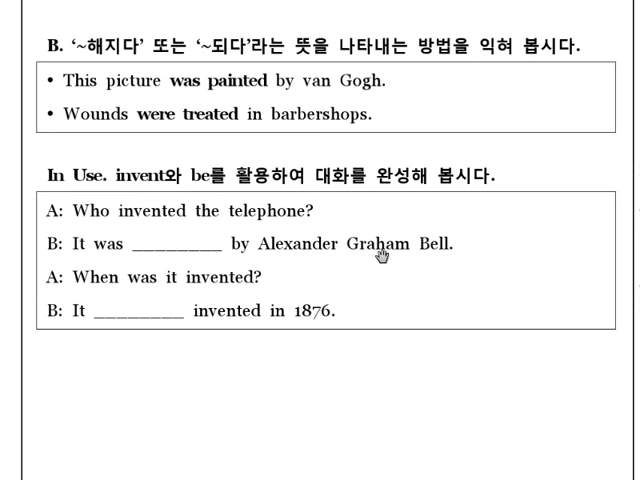 B. '~해지다' 또는 '~되다'라는 뜻을 나타내는 방법을 익혀 봅시다.
• This picture was painted by van Gogh.
• Wounds were treated in barbershops.
In Use. invent와 be를 활용하여 대화를 완성해 봅시다.
A: Who invented the telephone?
B: It was ________ by Alexander Graham Bell.
A: When was it invented?
B: It ________ invented in 1876.